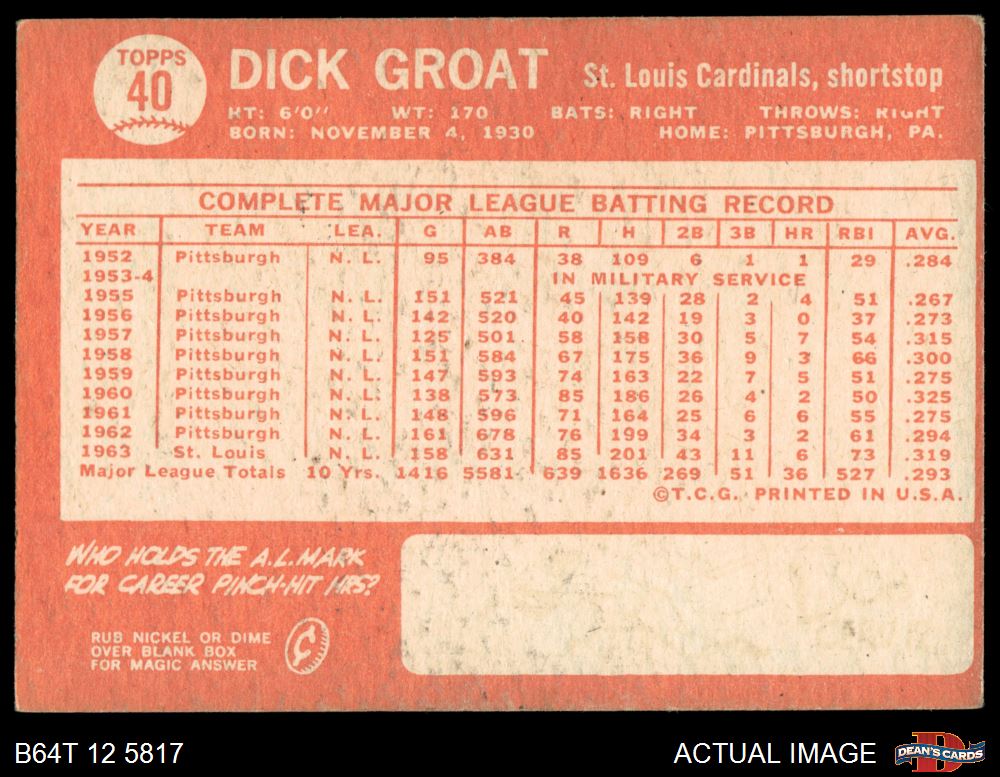 TOPPS
40
DICK GROAT St. Louis Cardinals, shortstop
HT: 6'0" WT: 170 BATS: RIGHT THROWS: RIGHT
BORN: NOVEMBER 4, 1930 HOME: PITTSBURGH, PA.
COMPLETE MAJOR LEAGUE BATTING RECORD
YEAR TEAM LEA. G AB R H 2B 3B HR RBI AVG.
1952 Pittsburgh N. L. 95 384 38 109 6 1 1 29 .284
1953-4 IN MILITARY SERVICE
1955 Pittsburgh N. L. 151 521 45 139 28 2 4 51 .267
1956 Pittsburgh N. L. 142 520 40 142 19 3 0 37 .273
1957 Pittsburgh N. L. 125 501 58 158 30 5 7 54 .315
1958 Pittsburgh N. L. 151 584 67 175 36 9 3 66 .300
1959 Pittsburgh N. L. 147 593 74 163 22 7 5 51 .275
1960 Pittsburgh N. L. 138 573 85 186 26 4 2 50 .325
1961 Pittsburgh N. L. 148 596 71 164 25 6 6 55 .275
1962 Pittsburgh N. L. 161 678 76 199 34 3 2 61 .294
1963 St. Louis N. L. 158 631 85 201 43 11 6 73 .319
Major League Totals 10 Yrs. 1416 5581 639 1636 269 51 36 527 .293
©T.C.G. PRINTED IN U.S.A.
WHO HOLDS THE A.L. MARK
FOR CAREER PINCH-HIT HRS?
RUB NICKEL OR DIME
OVER BLANK BOX
FOR MAGIC ANSWER
B64T 12 5817 ACTUAL IMAGE DEAN'S CARDS